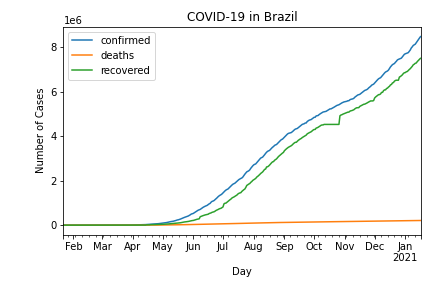 COVID-19 in Brazil
1e6
confirmed
deaths
recovered
Number of Cases
8
6
4
2
0
Feb Mar Apr May Jun Jul Aug Sep Oct Nov Dec Jan
2021
Day